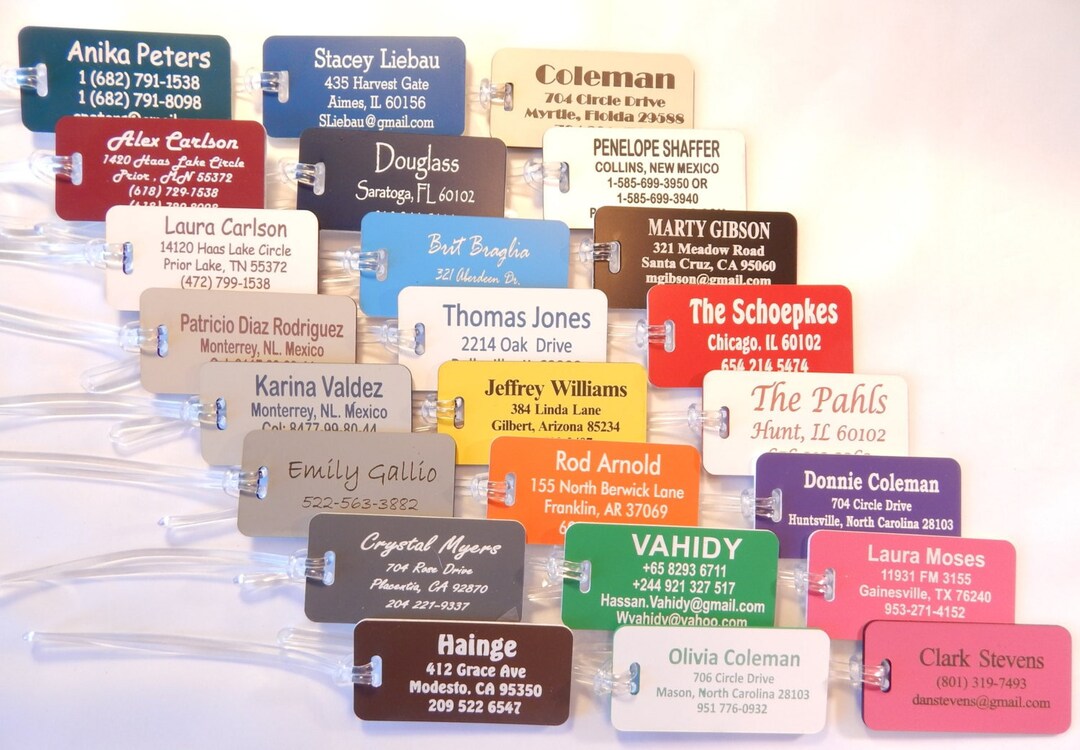 Anika Peters
1 (682) 791-1538
1 (682) 791-8098
Stacey Liebau
435 Harvest Gate
Aimes, IL 60156
SLiebau@gmail.com
Coleman
704 Circle Drive
Myrtle, Floida 29588
Alex Carlson
1420 Haas Lake Circle
Prior , MN 55372
(618) 729-1538
Douglass
Saratoga, FL 60102
PENELOPE SHAFFER
COLLINS, NEW MEXICO
1-585-699-3950 OR
1-585-699-3940
Laura Carlson
14120 Haas Lake Circle
Prior Lake, TN 55372
(472) 799-1538
Brit Braglia
321 Aberdeen Dr.
MARTY GIBSON
321 Meadow Road
Santa Cruz, CA 95060
mgibson@gmail.com
Patricio Diaz Rodriguez
Monterrey, NL. Mexico
Thomas Jones
2214 Oak Drive
The Schoepkes
Chicago. IL 60102
654 214 5474
Karina Valdez
Monterrey, NL. Mexico
Cel: 8477-99-80-44
Jeffrey Williams
384 Linda Lane
Gilbert, Arizona 85234
The Pahls
Hunt, IL 60102
Emily Gallio
522-563-3882
Rod Arnold
155 North Berwick Lane
Franklin, AR 37069
Donnie Coleman
704 Circle Drive
Huntsville, North Carolina 28103
Crystal Myers
704 Rose Drive
Placentia, CA 92870
204 221-9337
VAHIDY
+65 8293 6711
+244 921 327 517
Hassan.Vahidy@gmail.com
Wvahidy@yahoo.com
Laura Moses
11931 FM 3155
Gainesville, TX 76240
953-271-4152
Hainge
412 Grace Ave
Modesto. CA 95350
209 522 6547
Olivia Coleman
706 Circle Drive
Mason, North Carolina 28103
951 776-0932
Clark Stevens
(801) 319-7493
danstevens@gmail.com